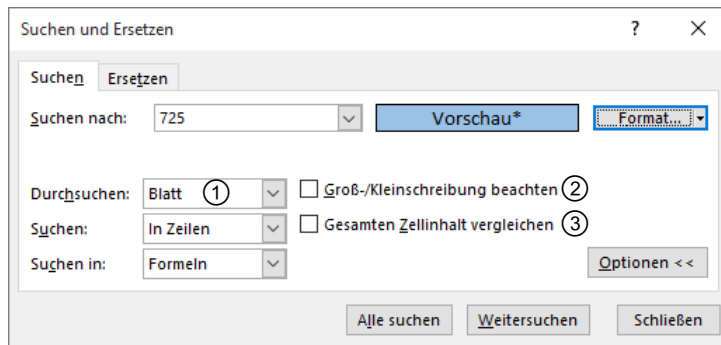 Suchen und Ersetzen ? ×
Suchen Ersetzen
Suchen nach: 725 Vorschau* Format...
Durchsuchen: Blatt ① Groß-/Kleinschreibung beachten ②
Suchen: In Zeilen Gesamten Zellinhalt vergleichen ③
Suchen in: Formeln Optionen <<
Alle suchen Weitersuchen Schließen